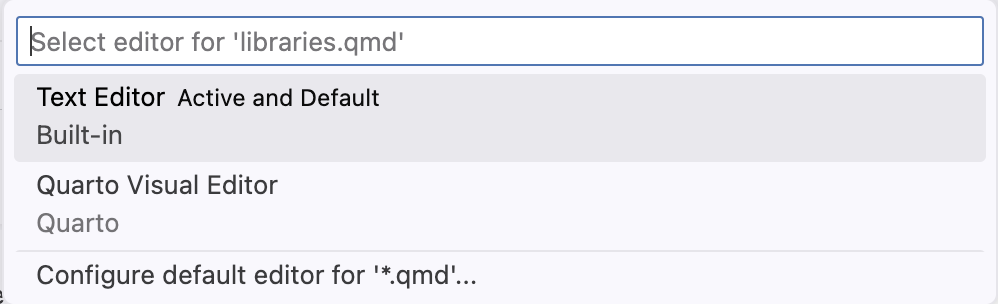 Select editor for 'libraries.qmd'
Text Editor Active and Default
Built-in
Quarto Visual Editor
Quarto
Configure default editor for '*.qmd'...